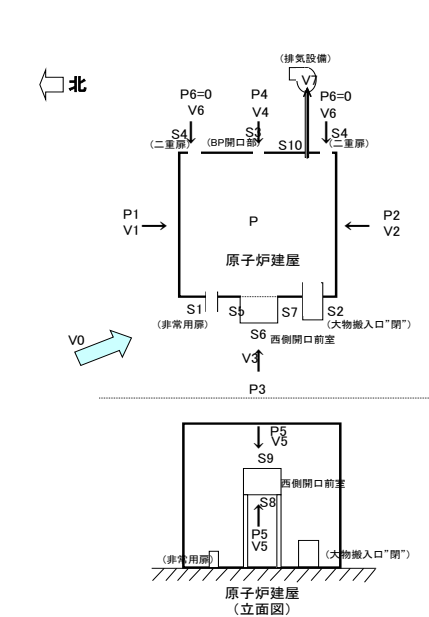 (排気設備)
北
V7
P6=0
V6
P4
V4
P6=0
V6
S4
(二重扉)
S3
(BP開口部)
S10
S4
(二重扉)
P1
V1
P
P2
V2
原子炉建屋
S1
(非常用扉)
S5
S7
S2
(大物搬入口"閉")
S6
西側開口前室
V0
V3
P3
P5
V5
S9
西側開口前室
S8
P5
V5
(非常用扉)
(大物搬入口"閉")
原子炉建屋
(立面図)